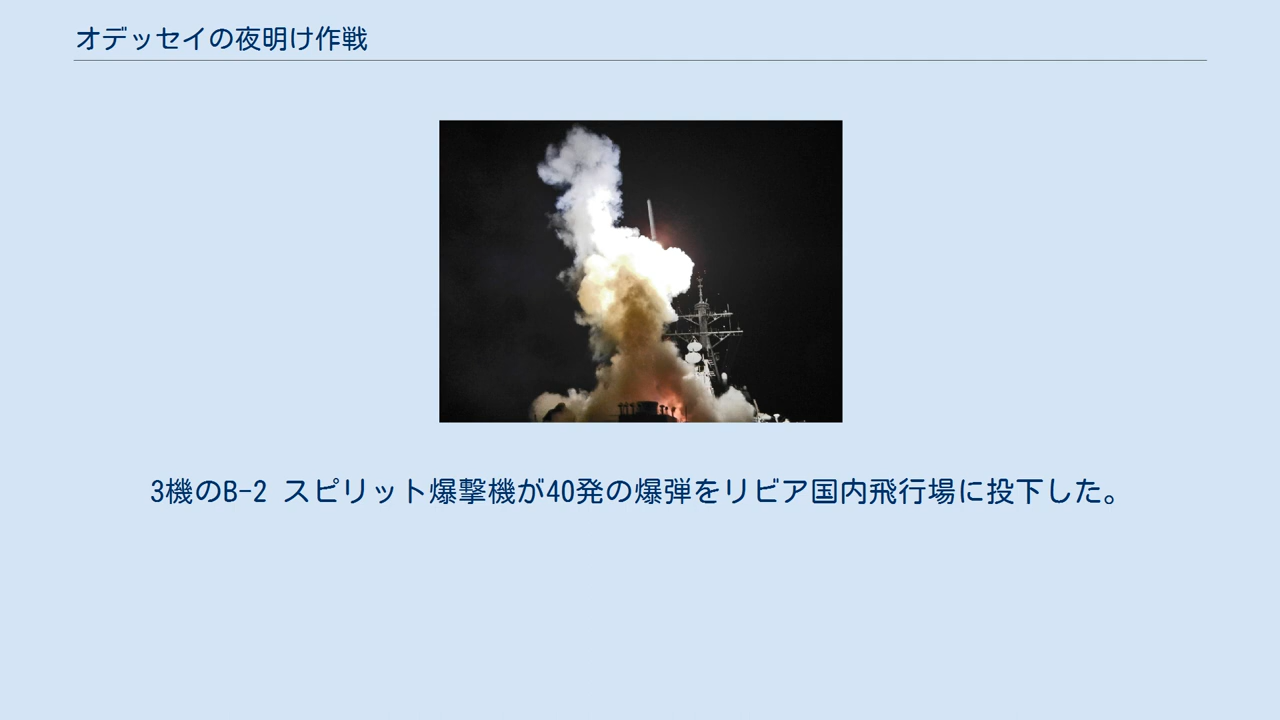 オデッセイの夜明け作戦
3機のB-2 スピリット爆撃機が40発の爆弾をリビア国内飛行場に投下した。